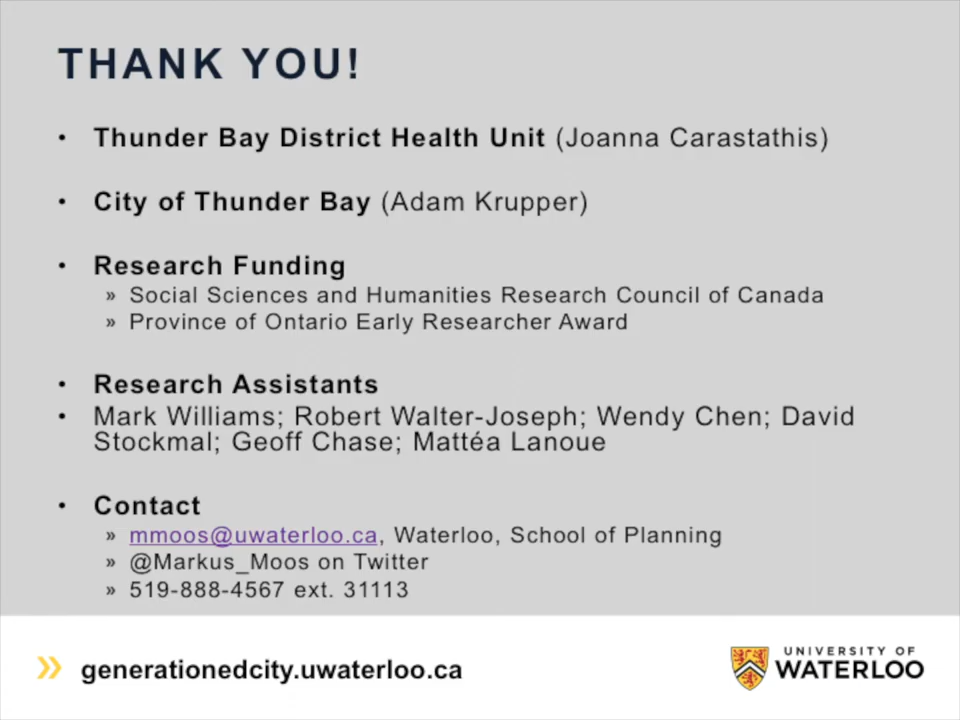 THANK YOU!
• Thunder Bay District Health Unit (Joanna Carastathis)
• City of Thunder Bay (Adam Krupper)
• Research Funding
» Social Sciences and Humanities Research Council of Canada
» Province of Ontario Early Researcher Award
• Research Assistants
• Mark Williams; Robert Walter-Joseph; Wendy Chen; David
Stockmal; Geoff Chase; Mattéa Lanoue
• Contact
» mmoos@uwaterloo.ca, Waterloo, School of Planning
» @Markus_Moos on Twitter
» 519-888-4567 ext. 31113
» generationedcity.uwaterloo.ca
UNIVERSITY OF
WATERLOO